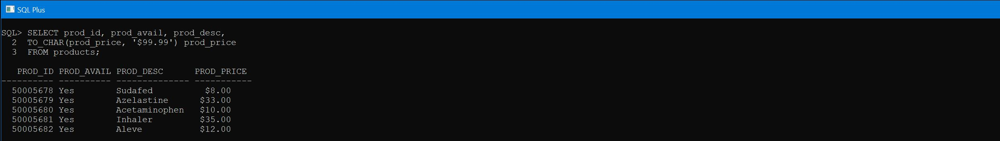 SQL Plus
SQL> SELECT prod_id, prod_avail, prod_desc,
  2  TO_CHAR(prod_price, '$99.99') prod_price
  3  FROM products;
   PROD_ID PROD_AVAIL PROD_DESC      PROD_PRICE
---------- ---------- -------------- -----------
  50005678 Yes        Sudafed          $8.00
  50005679 Yes        Azelastine      $33.00
  50005680 Yes        Acetaminophen   $10.00
  50005681 Yes        Inhaler         $35.00
  50005682 Yes        Aleve           $12.00